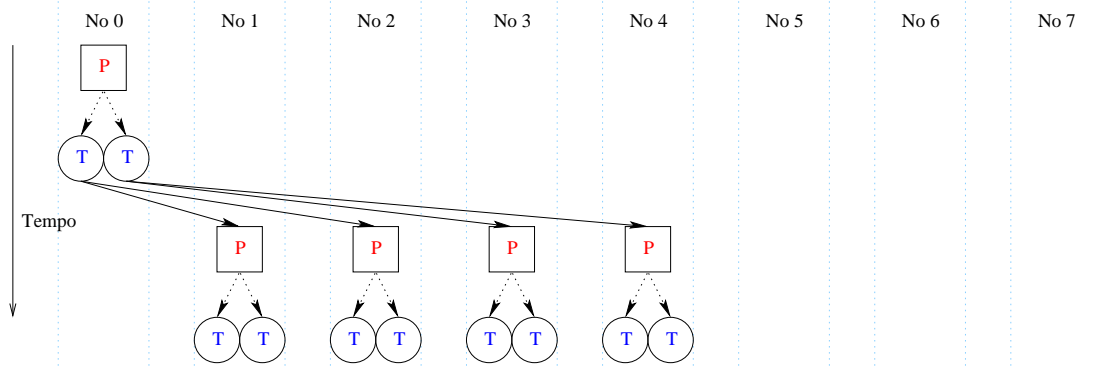 No 0 No 1 No 2 No 3 No 4 No 5 No 6 No 7
P
T T
Tempo
P P P P
T T T T T T T T